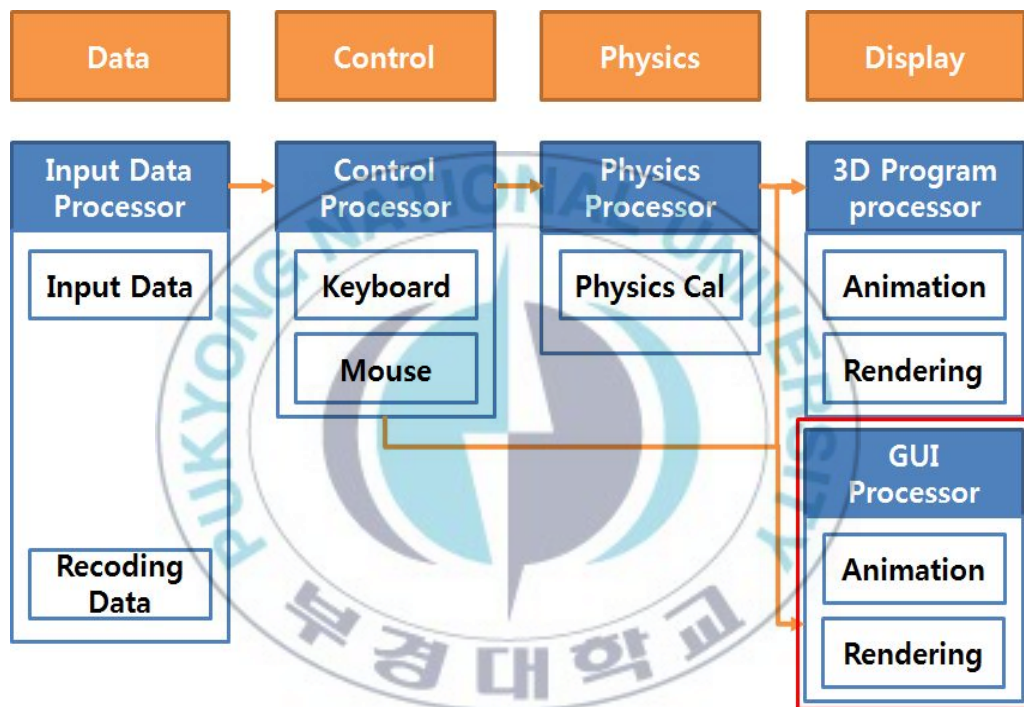 Data
Control
Physics
Display
Input Data
Processor
Input Data
Recoding
Data
Control
Processor
Keyboard
Mouse
Physics
Processor
Physics Cal
3D Program
processor
Animation
Rendering
GUI
Processor
Animation
Rendering
PUKYONG NATIONAL UNIVERSITY
부경대학교